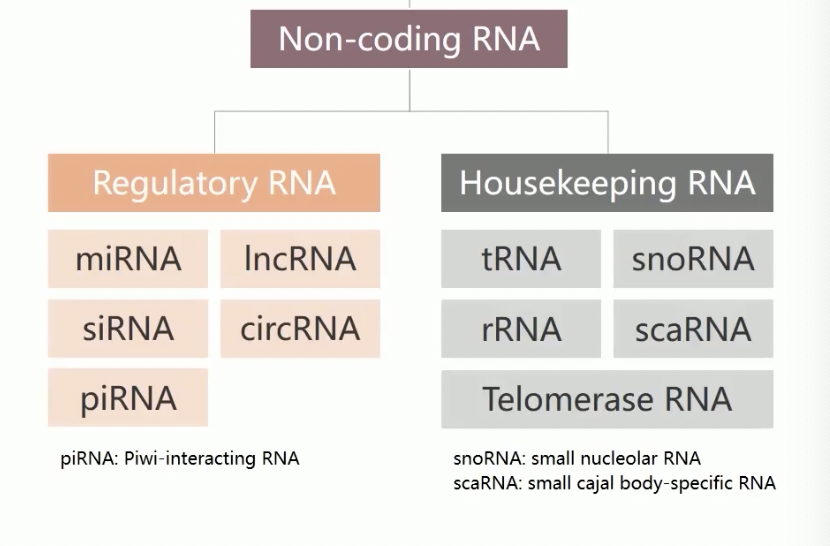 Non-coding RNA
Regulatory RNA
Housekeeping RNA
miRNA
lncRNA
tRNA
snoRNA
siRNA
circRNA
rRNA
scaRNA
piRNA
Telomerase RNA
piRNA: Piwi-interacting RNA
snoRNA: small nucleolar RNA
scaRNA: small cajal body-specific RNA